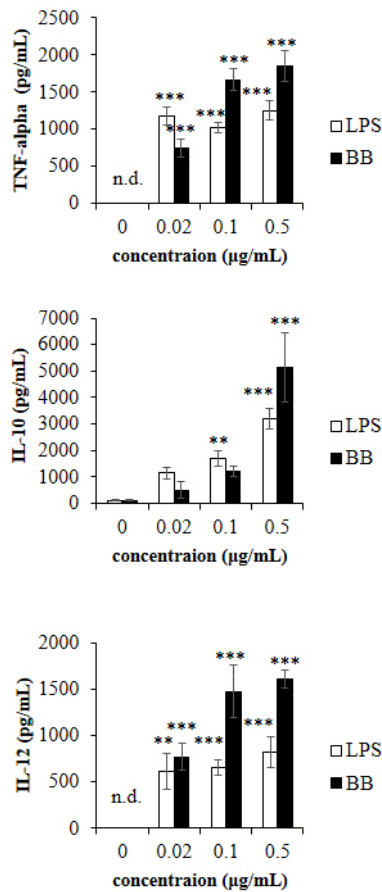 2500
2000
1500
1000
500
0
TNF-alpha (pg/mL)
***
***
***
***
***
***
n.d.
LPS
BB
0 0.02 0.1 0.5
concentraion (µg/mL)
7000
6000
5000
4000
3000
2000
1000
0
IL-10 (pg/mL)
***
***
**
LPS
BB
0 0.02 0.1 0.5
concentraion (µg/mL)
2000
1500
1000
500
0
IL-12 (pg/mL)
***
***
***
***
** ***
n.d.
LPS
BB
0 0.02 0.1 0.5
concentraion (µg/mL)